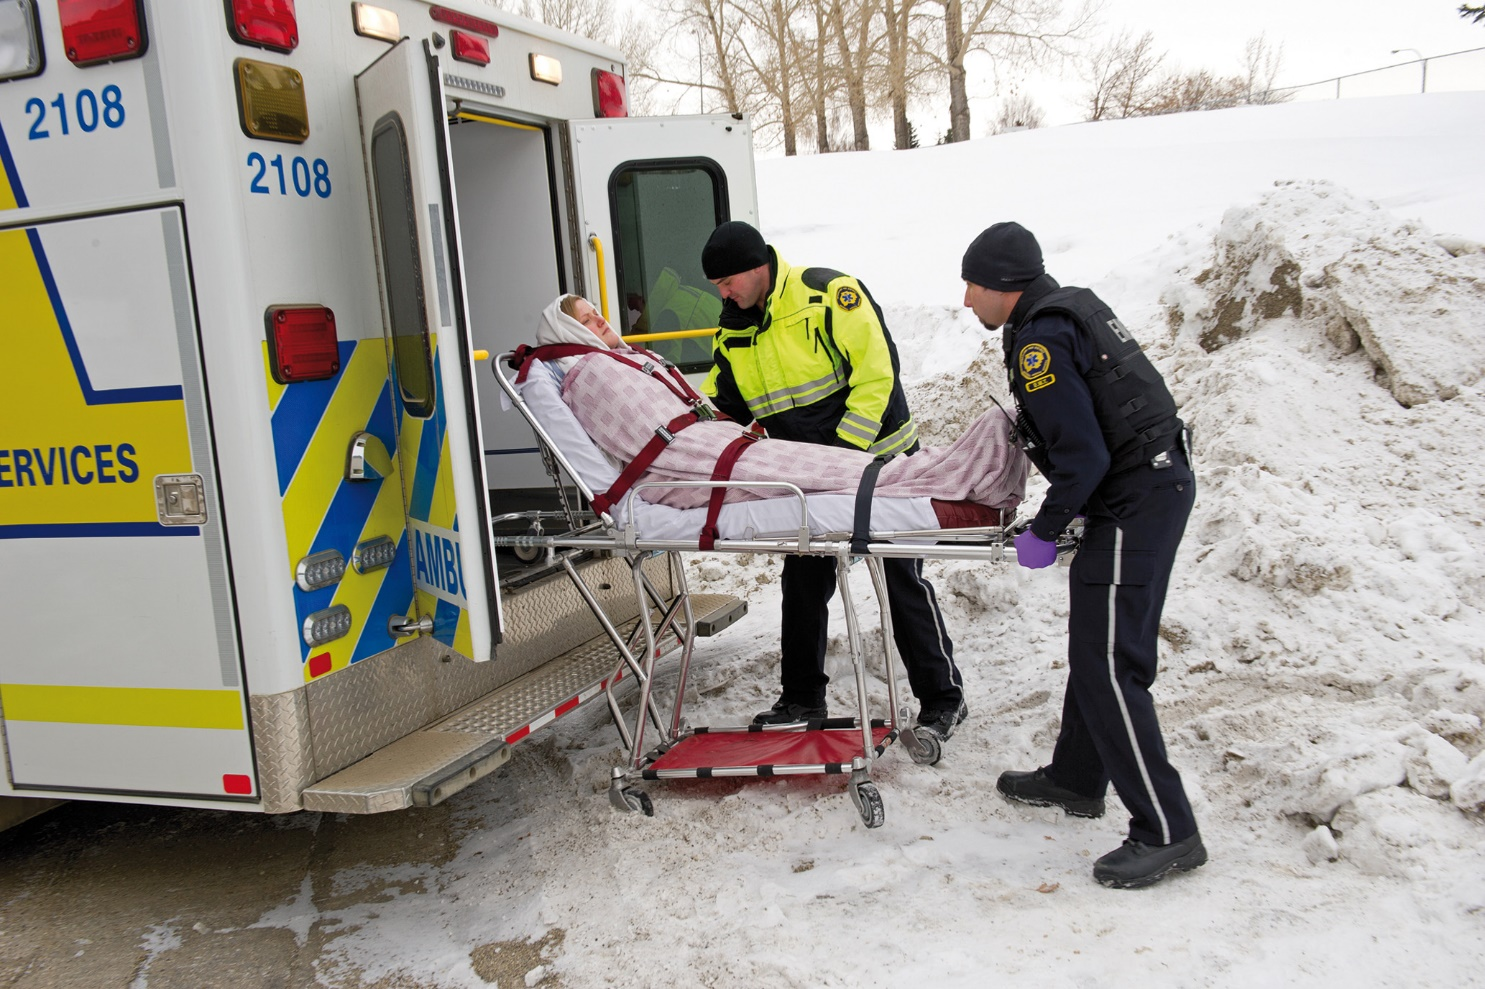 2108
2108
ERVICES
AMBU
E.M.T.